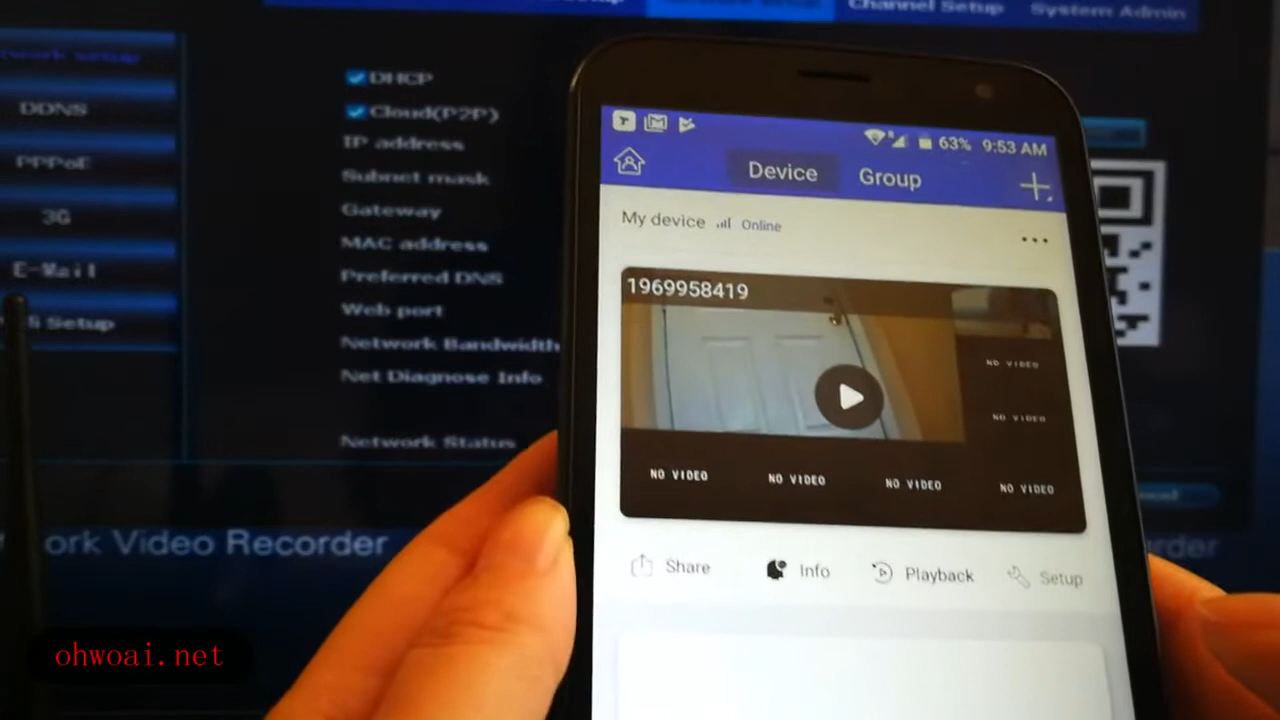 Channel Setup
System Admin
DDNS
PPPoE
3G
E-Mail
Setup
DHCP
Cloud(P2P)
IP address
Subnet mask
Gateway
MAC address
Preferred DNS
Web port
Network Bandwidth
Net Diagnose Info
Network Status
ork Video Recorder
rder
63% 9:53 AM
Device
Group
My device
Online
1969958419
NO VIDEO
NO VIDEO
NO VIDEO
NO VIDEO
NO VIDEO
NO VIDEO
Share
Info
Playback
Setup
ohwoai.net